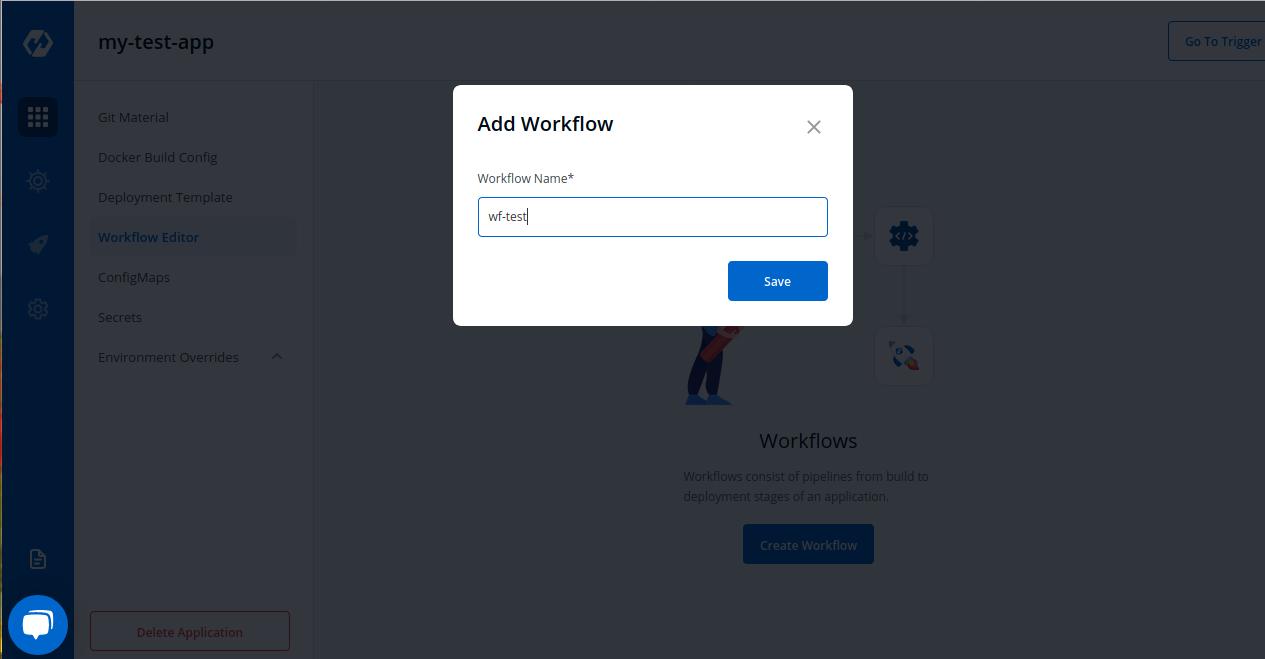 my-test-app
Go To Trigger
Git Material
Docker Build Config
Deployment Template
Workflow Editor
ConfigMaps
Secrets
Environment Overrides
Delete Application
Add Workflow
Workflow Name*
wf-test
Save
Workflows
Workflows consist of pipelines from build to
deployment stages of an application.
Create Workflow